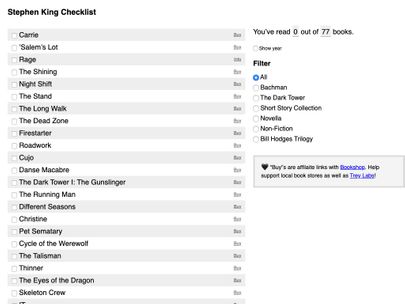 Stephen King Checklist
Carrie Buy
'Salem's Lot Buy
Rage Info
The Shining Buy
Night Shift Buy
The Stand Buy
The Long Walk Buy
The Dead Zone Buy
Firestarter Buy
Roadwork Buy
Cujo Buy
Danse Macabre Buy
The Dark Tower I: The Gunslinger Buy
The Running Man Buy
Different Seasons Buy
Christine Buy
Pet Sematary Buy
Cycle of the Werewolf Buy
The Talisman Buy
Thinner Buy
The Eyes of the Dragon Buy
Skeleton Crew Buy
You've read 0 out of 77 books.
Show year
Filter
All
Bachman
The Dark Tower
Short Story Collection
Novella
Non-Fiction
Bill Hodges Trilogy
"Buy"s are affiliate links with Bookshop. Help
support local book stores as well as Trey Labs!